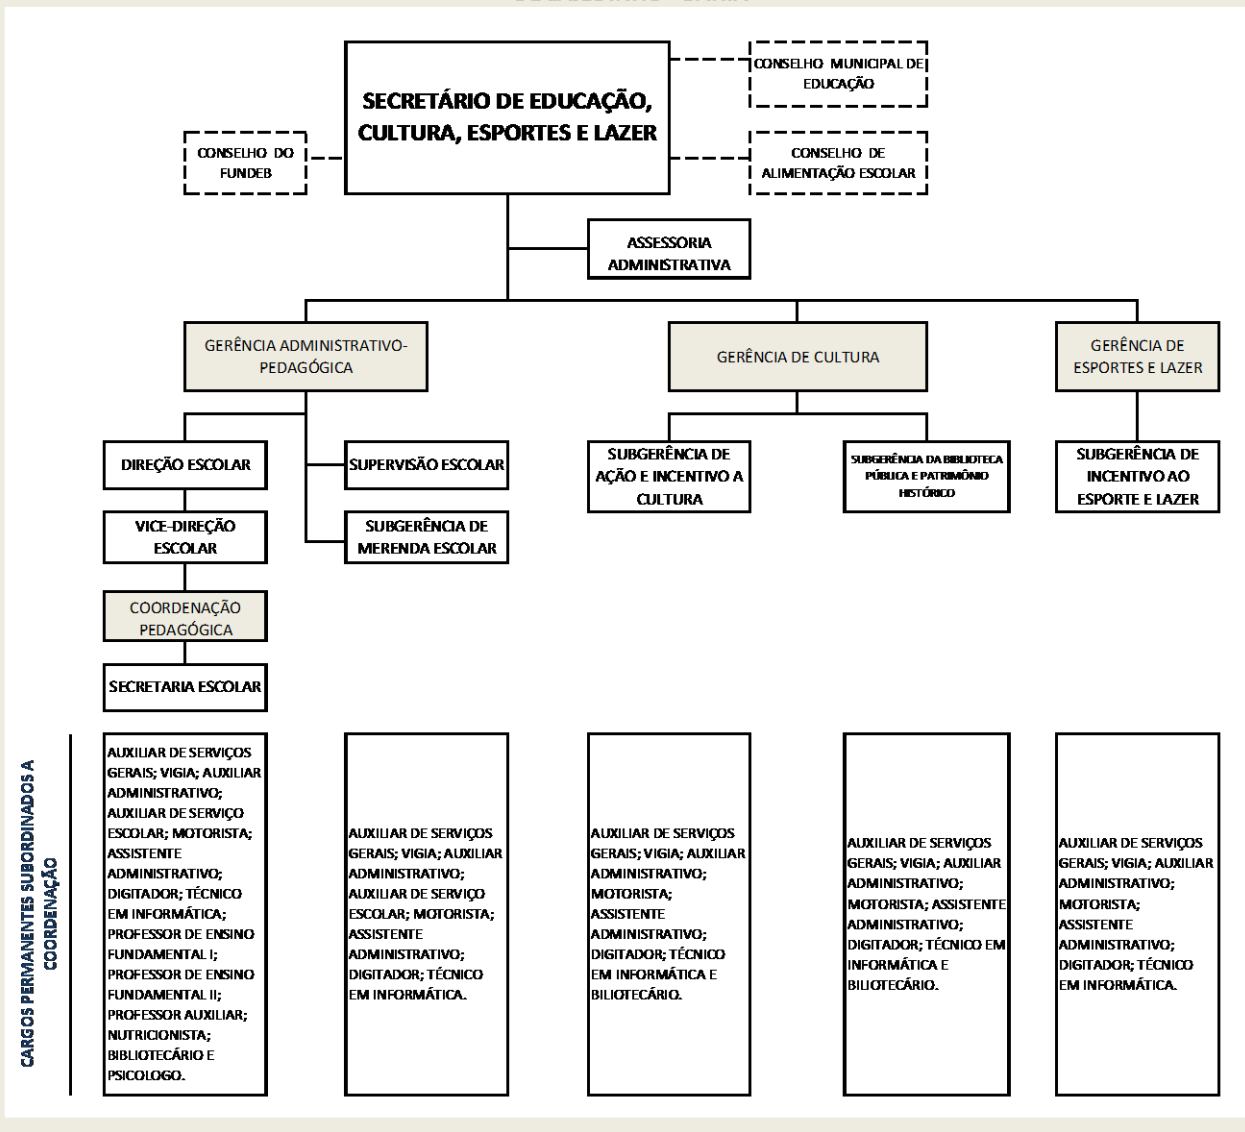 SECRETÁRIO DE EDUCAÇÃO,
CULTURA, ESPORTES E LAZER
CONSELHO MUNICIPAL DE
EDUCAÇÃO
CONSELHO DO
FUNDEB
CONSELHO DE
ALIMENTAÇÃO ESCOLAR
ASSESSORIA
ADMINISTRATIVA
GERÊNCIA ADMINISTRATIVO-
PEDAGÓGICA
GERÊNCIA DE CULTURA
GERÊNCIA DE
ESPORTES E LAZER
DIREÇÃO ESCOLAR
SUPERVISÃO ESCOLAR
SUBGERÊNCIA DE
AÇÃO E INCENTIVO A
CULTURA
SUBGERÊNCIA DA BIBLIOTECA
PÚBLICA E PATRIMÔNIO
HISTÓRICO
SUBGERÊNCIA DE
INCENTIVO AO
ESPORTE E LAZER
VICE-DIREÇÃO
ESCOLAR
SUBGERÊNCIA DE
MERENDA ESCOLAR
COORDENAÇÃO
PEDAGÓGICA
SECRETARIA ESCOLAR
CARGOS PERMANENTES SUBORDINADOS A
COORDENAÇÃO
AUXILIAR DE SERVIÇOS
GERAIS; VIGIA; AUXILIAR
ADMINISTRATIVO;
AUXILIAR DE SERVIÇO
ESCOLAR; MOTORISTA;
ASSISTENTE
ADMINISTRATIVO;
DIGITADOR; TÉCNICO
EM INFORMÁTICA;
PROFESSOR DE ENSINO
FUNDAMENTAL I;
PROFESSOR DE ENSINO
FUNDAMENTAL II;
PROFESSOR AUXILIAR;
NUTRICIONISTA;
BIBLIOTECÁRIO E
PSICOLOGO.
AUXILIAR DE SERVIÇOS
GERAIS; VIGIA; AUXILIAR
ADMINISTRATIVO;
AUXILIAR DE SERVIÇO
ESCOLAR; MOTORISTA;
ASSISTENTE
ADMINISTRATIVO;
DIGITADOR; TÉCNICO
EM INFORMÁTICA.
AUXILIAR DE SERVIÇOS
GERAIS; VIGIA; AUXILIAR
ADMINISTRATIVO;
MOTORISTA;
ASSISTENTE
ADMINISTRATIVO;
DIGITADOR; TÉCNICO
EM INFORMÁTICA E
BILIOTECÁRIO.
AUXILIAR DE SERVIÇOS
GERAIS; VIGIA; AUXILIAR
ADMINISTRATIVO;
MOTORISTA; ASSISTENTE
ADMINISTRATIVO;
DIGITADOR; TÉCNICO EM
INFORMÁTICA E
BILIOTECÁRIO.
AUXILIAR DE SERVIÇOS
GERAIS; VIGIA; AUXILIAR
ADMINISTRATIVO;
MOTORISTA;
ASSISTENTE
ADMINISTRATIVO;
DIGITADOR; TÉCNICO
EM INFORMÁTICA.